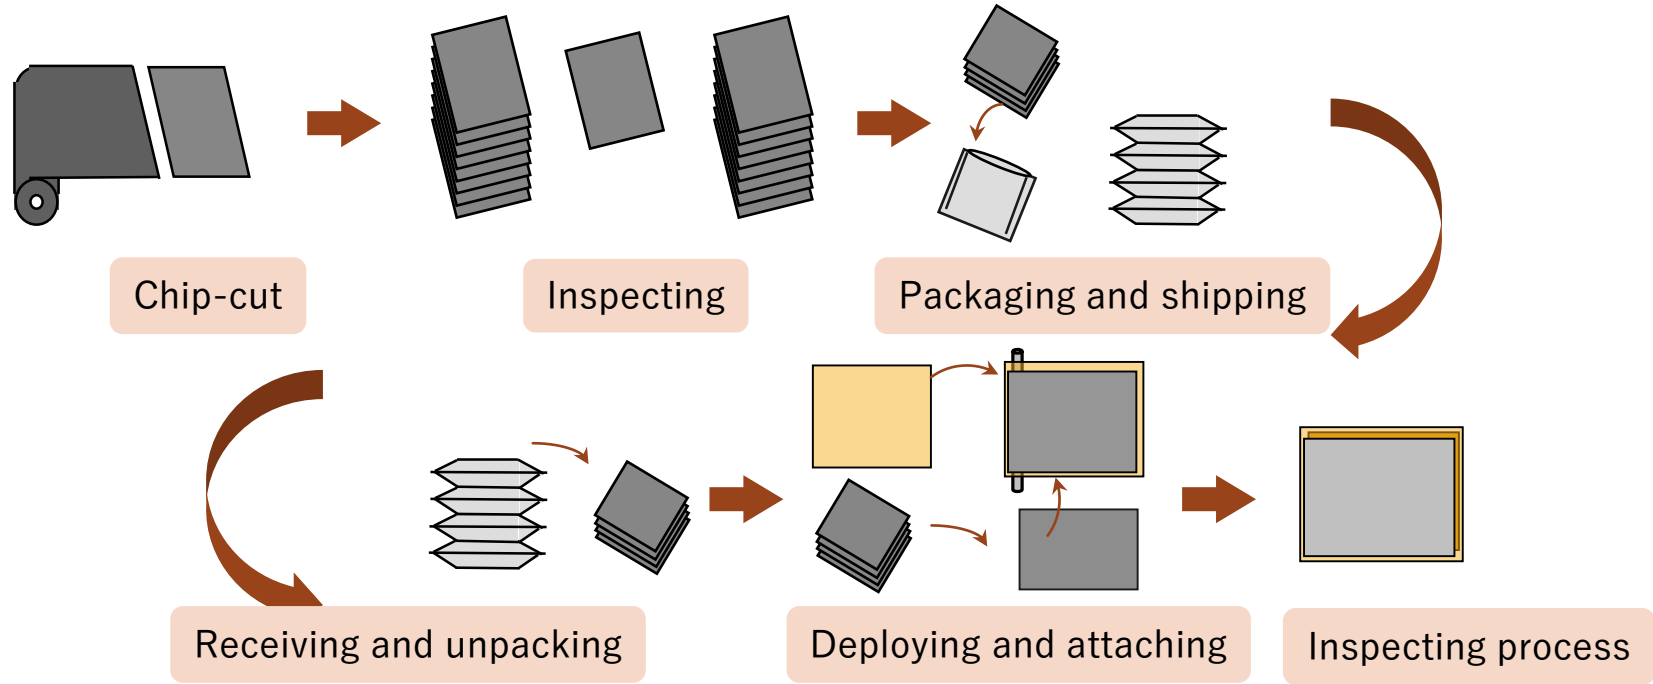 Chip-cut
Inspecting
Packaging and shipping
Receiving and unpacking
Deploying and attaching
Inspecting process